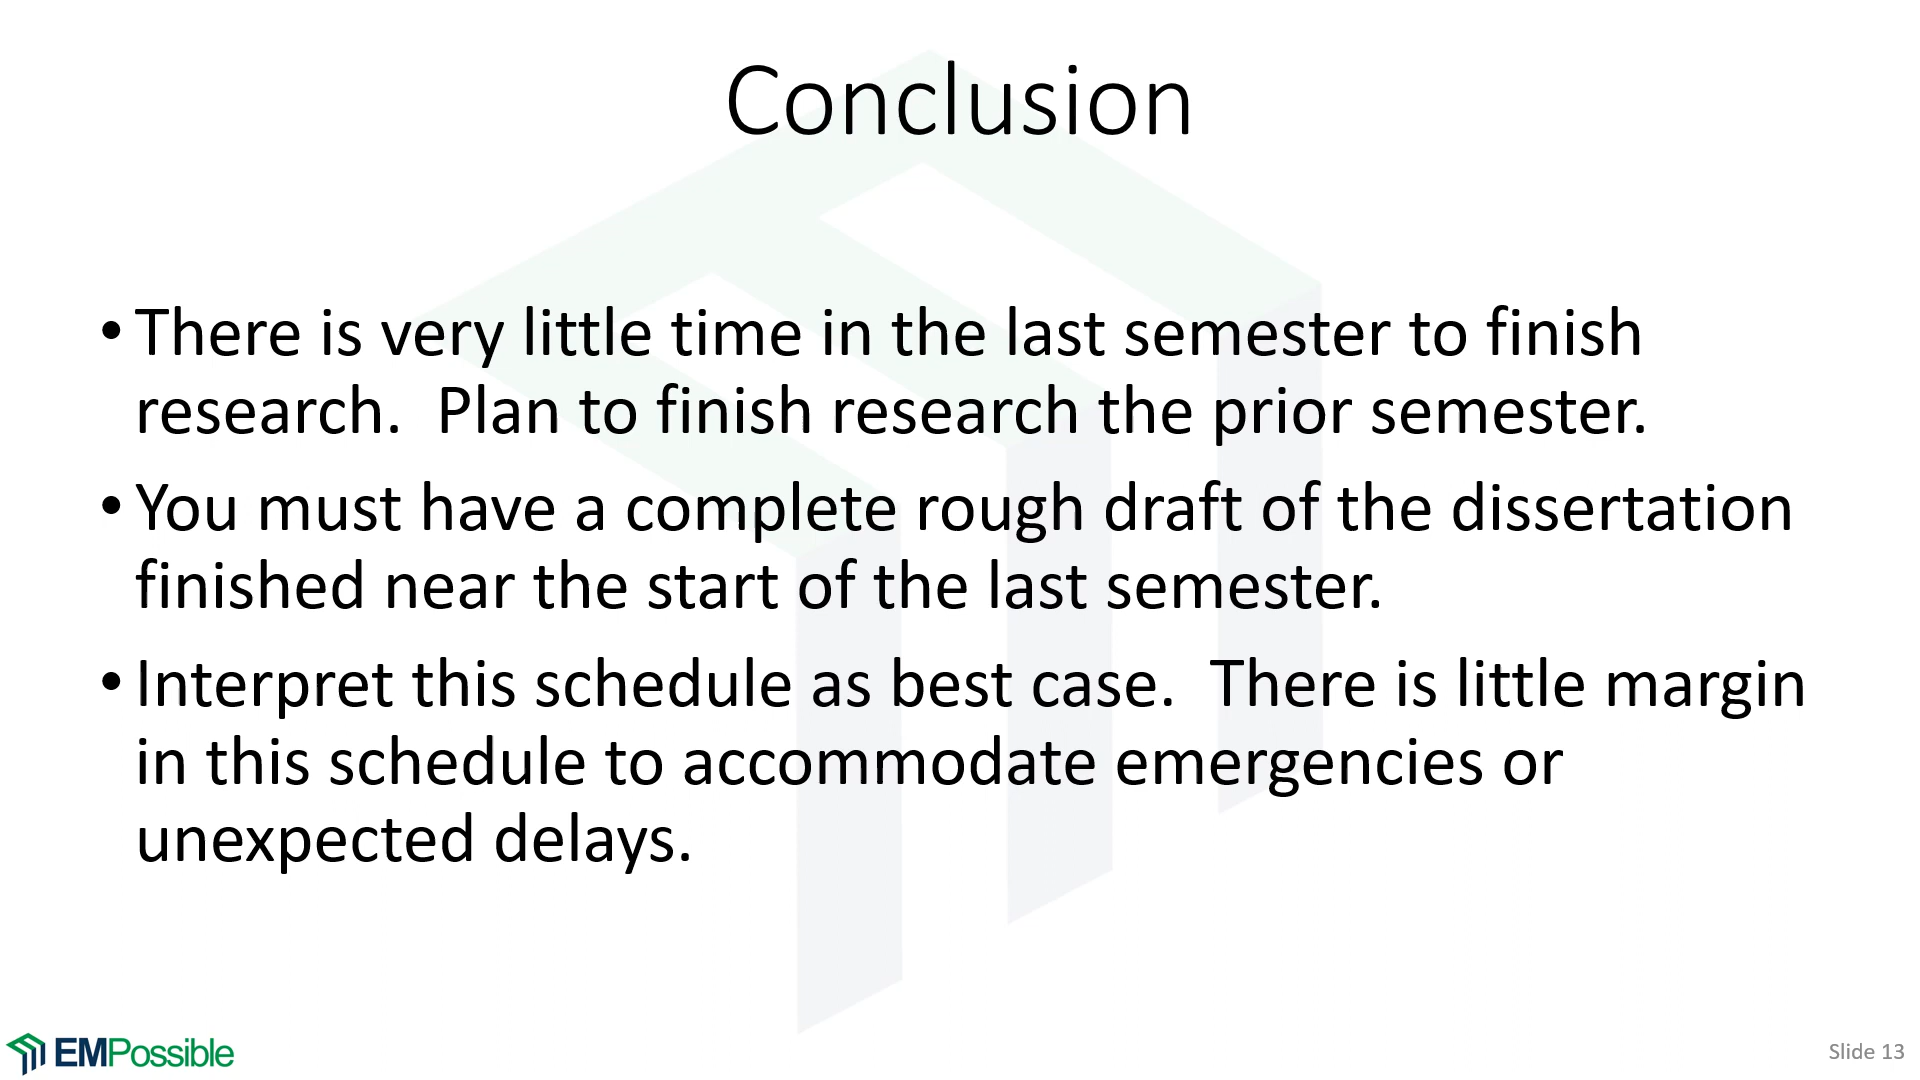 Conclusion
• There is very little time in the last semester to finish
research.  Plan to finish research the prior semester.
• You must have a complete rough draft of the dissertation
finished near the start of the last semester.
• Interpret this schedule as best case.  There is little margin
in this schedule to accommodate emergencies or
unexpected delays.
EMPossible
Slide 13